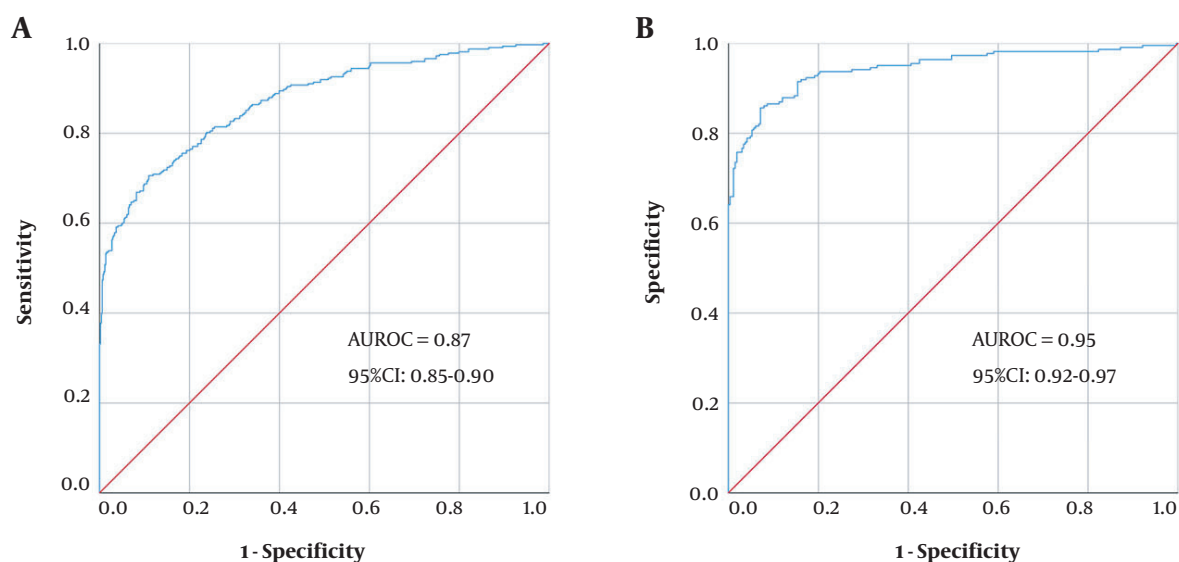 A
1.0
0.8
0.6
0.4
0.2
0.0
Sensitivity
AUROC = 0.87
95%CI: 0.85-0.90
0.0 0.2 0.4 0.6 0.8 1.0
1 - Specificity
B
1.0
0.8
0.6
0.4
0.2
0.0
Specificity
AUROC = 0.95
95%CI: 0.92-0.97
0.0 0.2 0.4 0.6 0.8 1.0
1 - Specificity